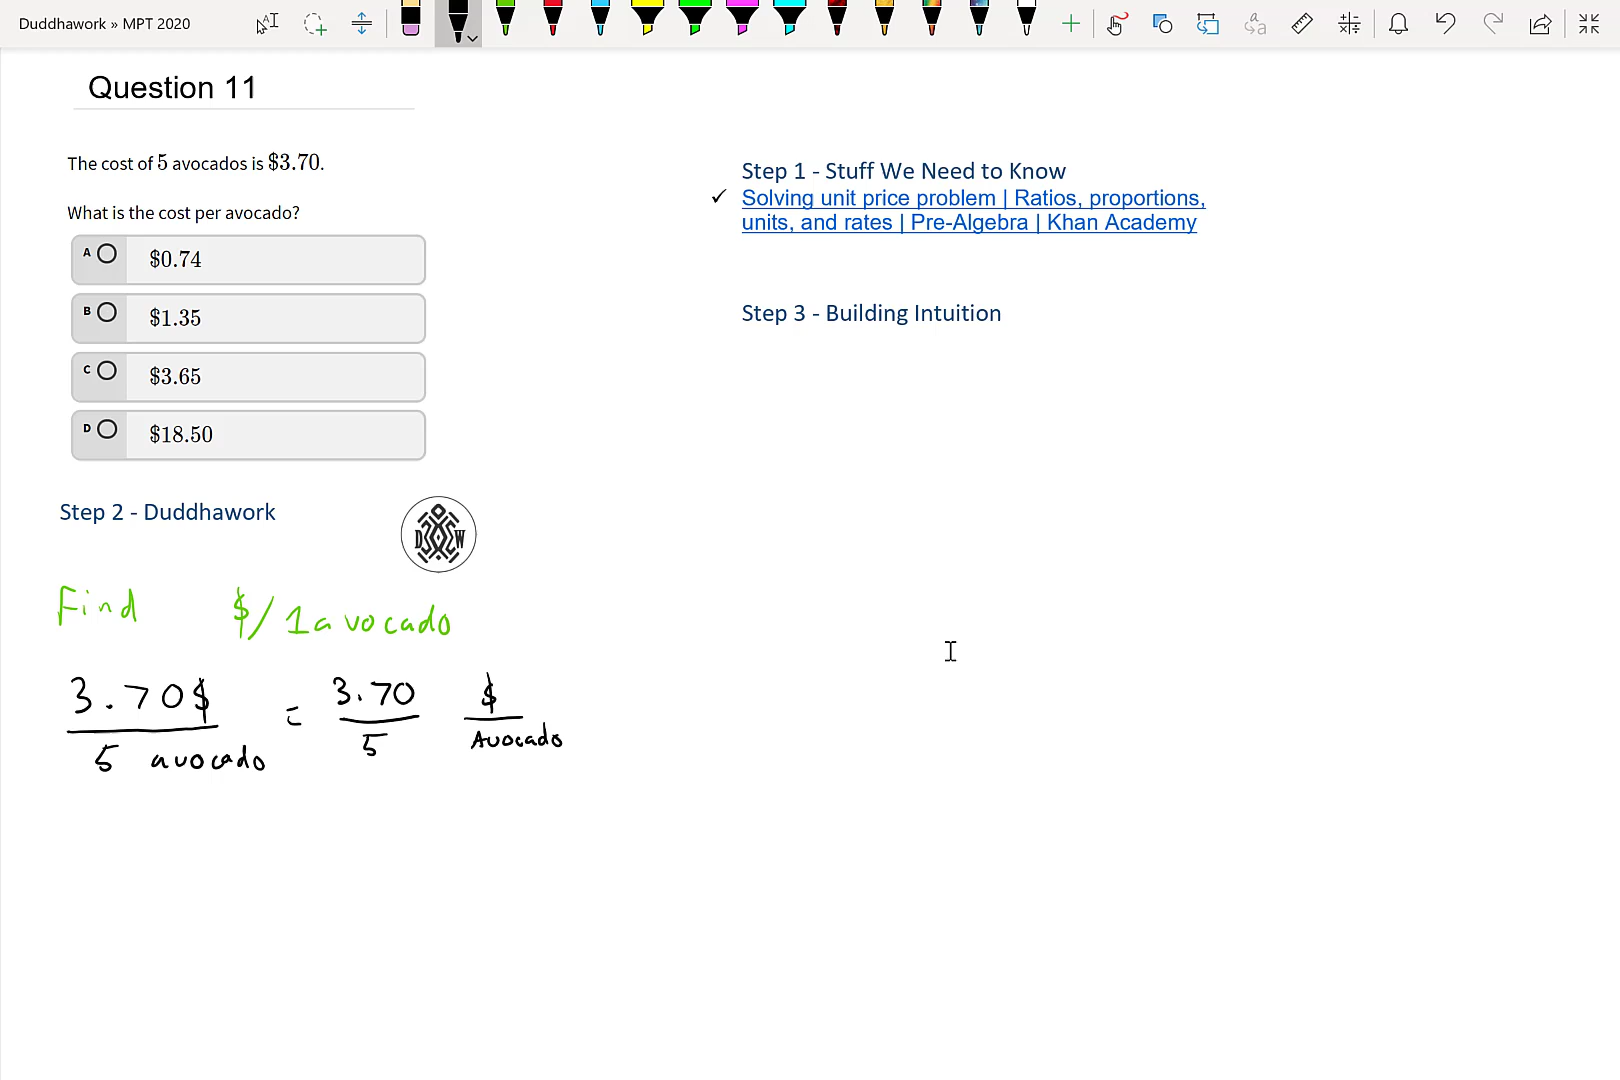 Duddhawork » MPT 2020
Question 11
The cost of 5 avocados is $3.70.
What is the cost per avocado?
A $0.74
B $1.35
C $3.65
D $18.50
Step 1 - Stuff We Need to Know
✓ Solving unit price problem | Ratios, proportions,
units, and rates | Pre-Algebra | Khan Academy
Step 3 - Building Intuition
Step 2 - Duddhawork
D W
Find $/1 avocado
3.70$ = 3.70 $
5 avocado 5 Avocado